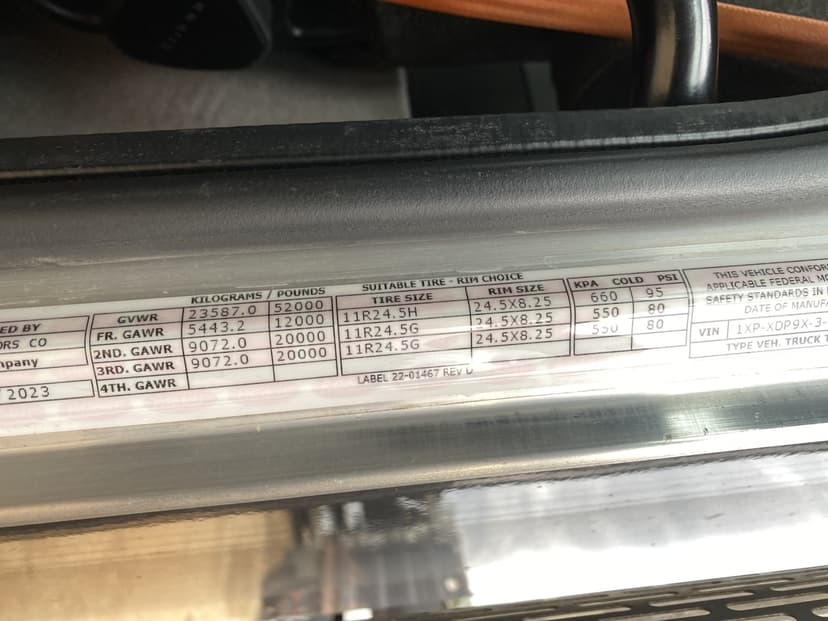 ED BY
ORS CO
mpany
2023
KILOGRAMS / POUNDS
GVWR 23587.0 52000
FR. GAWR 5443.2 12000
2ND. GAWR 9072.0 20000
3RD. GAWR 9072.0 20000
4TH. GAWR
SUITABLE TIRE - RIM CHOICE
TIRE SIZE RIM SIZE
11R24.5H 24.5X8.25
11R24.5G 24.5X8.25
11R24.5G 24.5X8.25
KPA COLD PSI
660 95
550 80
550 80
LABEL 22-01467 REV D
THIS VEHICLE CONFOR
APPLICABLE FEDERAL MO
SAFETY STANDARDS IN
DATE OF MANUFA
VIN 1XP-XDP9X-3-
TYPE VEH. TRUCK T